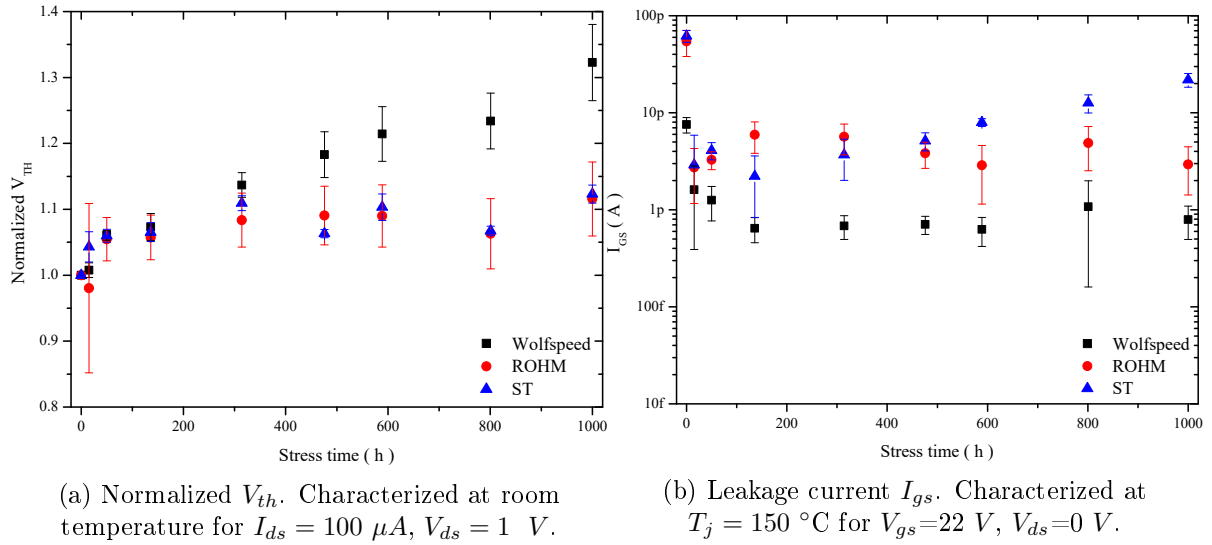 1.4
1.3
1.2
1.1
1.0
0.9
0.8
Normalized V_TH
0 200 400 600 800 1000
Stress time ( h )
Wolfspeed
ROHM
ST
(a) Normalized V_th. Characterized at room
temperature for I_ds = 100 μA, V_ds = 1 V.
100p
10p
1p
100f
10f
I_GS ( A )
0 200 400 600 800 1000
Stress time ( h )
Wolfspeed
ROHM
ST
(b) Leakage current I_gs. Characterized at
T_j = 150 °C for V_gs=22 V, V_ds=0 V.